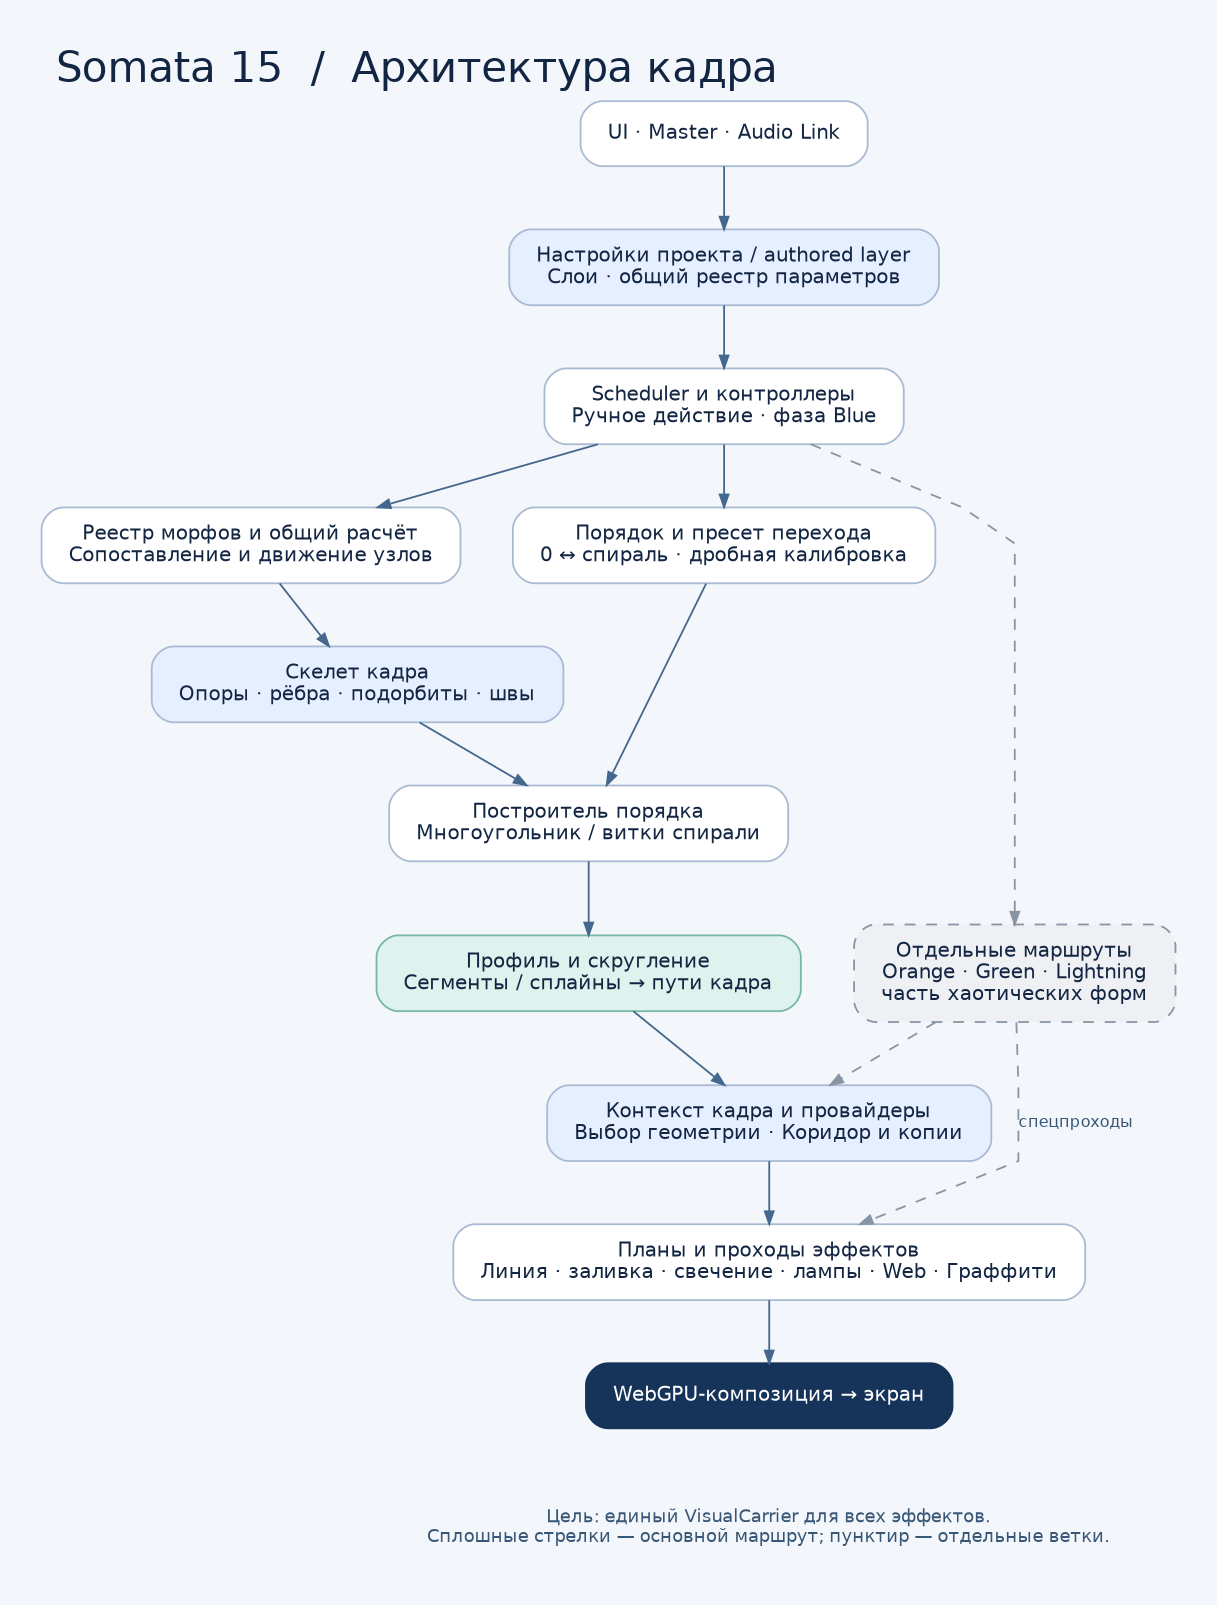 Somata 15  /  Архитектура кадра
UI · Master · Audio Link
Настройки проекта / authored layer
Слои · общий реестр параметров
Scheduler и контроллеры
Ручное действие · фаза Blue
Реестр морфов и общий расчёт
Сопоставление и движение узлов
Порядок и пресет перехода
0 ↔ спираль · дробная калибровка
Скелет кадра
Опоры · рёбра · подорбиты · швы
Построитель порядка
Многоугольник / витки спирали
Профиль и скругление
Сегменты / сплайны → пути кадра
Отдельные маршруты
Orange · Green · Lightning
часть хаотических форм
Контекст кадра и провайдеры
Выбор геометрии · Коридор и копии
спецпроходы
Планы и проходы эффектов
Линия · заливка · свечение · лампы · Web · Граффити
WebGPU-композиция → экран
Цель: единый VisualCarrier для всех эффектов.
Сплошные стрелки — основной маршрут; пунктир — отдельные ветки.